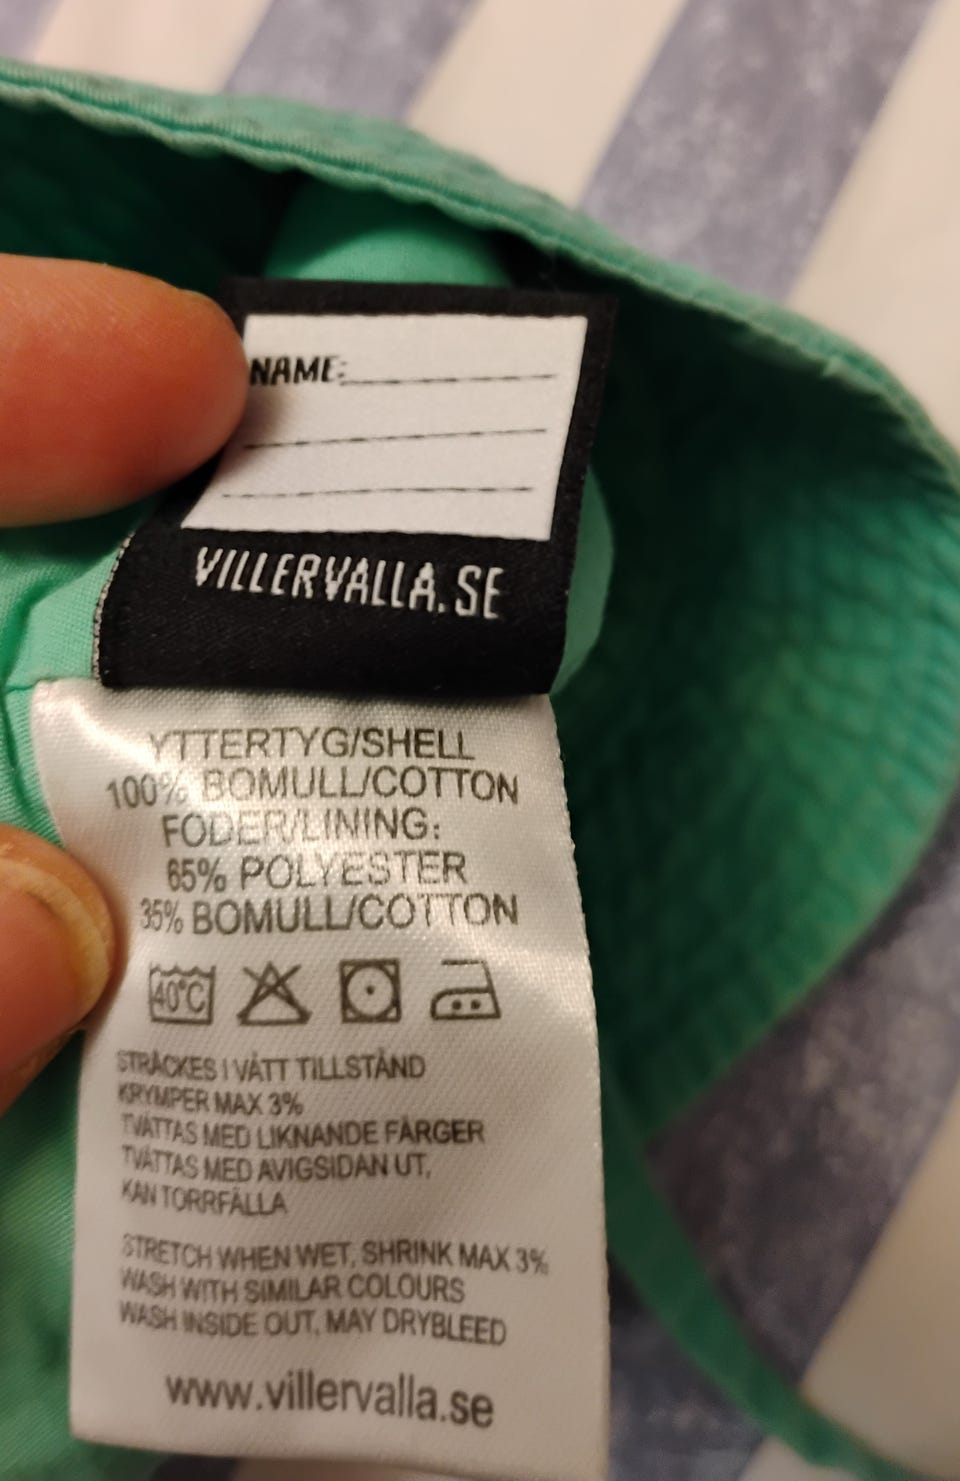 NAME:
VILLERVALLA.SE
YTTERTYG/SHELL
100% BOMULL/COTTON
FODER/LINING:
65% POLYESTER
35% BOMULL/COTTON
40°C
STRÄCKES I VÅTT TILLSTÅND
KRYMPER MAX 3%
TVÄTTAS MED LIKNANDE FÄRGER
TVÄTTAS MED AVIGSIDAN UT,
KAN TORRFÄLLA
STRETCH WHEN WET, SHRINK MAX 3%
WASH WITH SIMILAR COLOURS
WASH INSIDE OUT, MAY DRYBLEED
www.villervalla.se